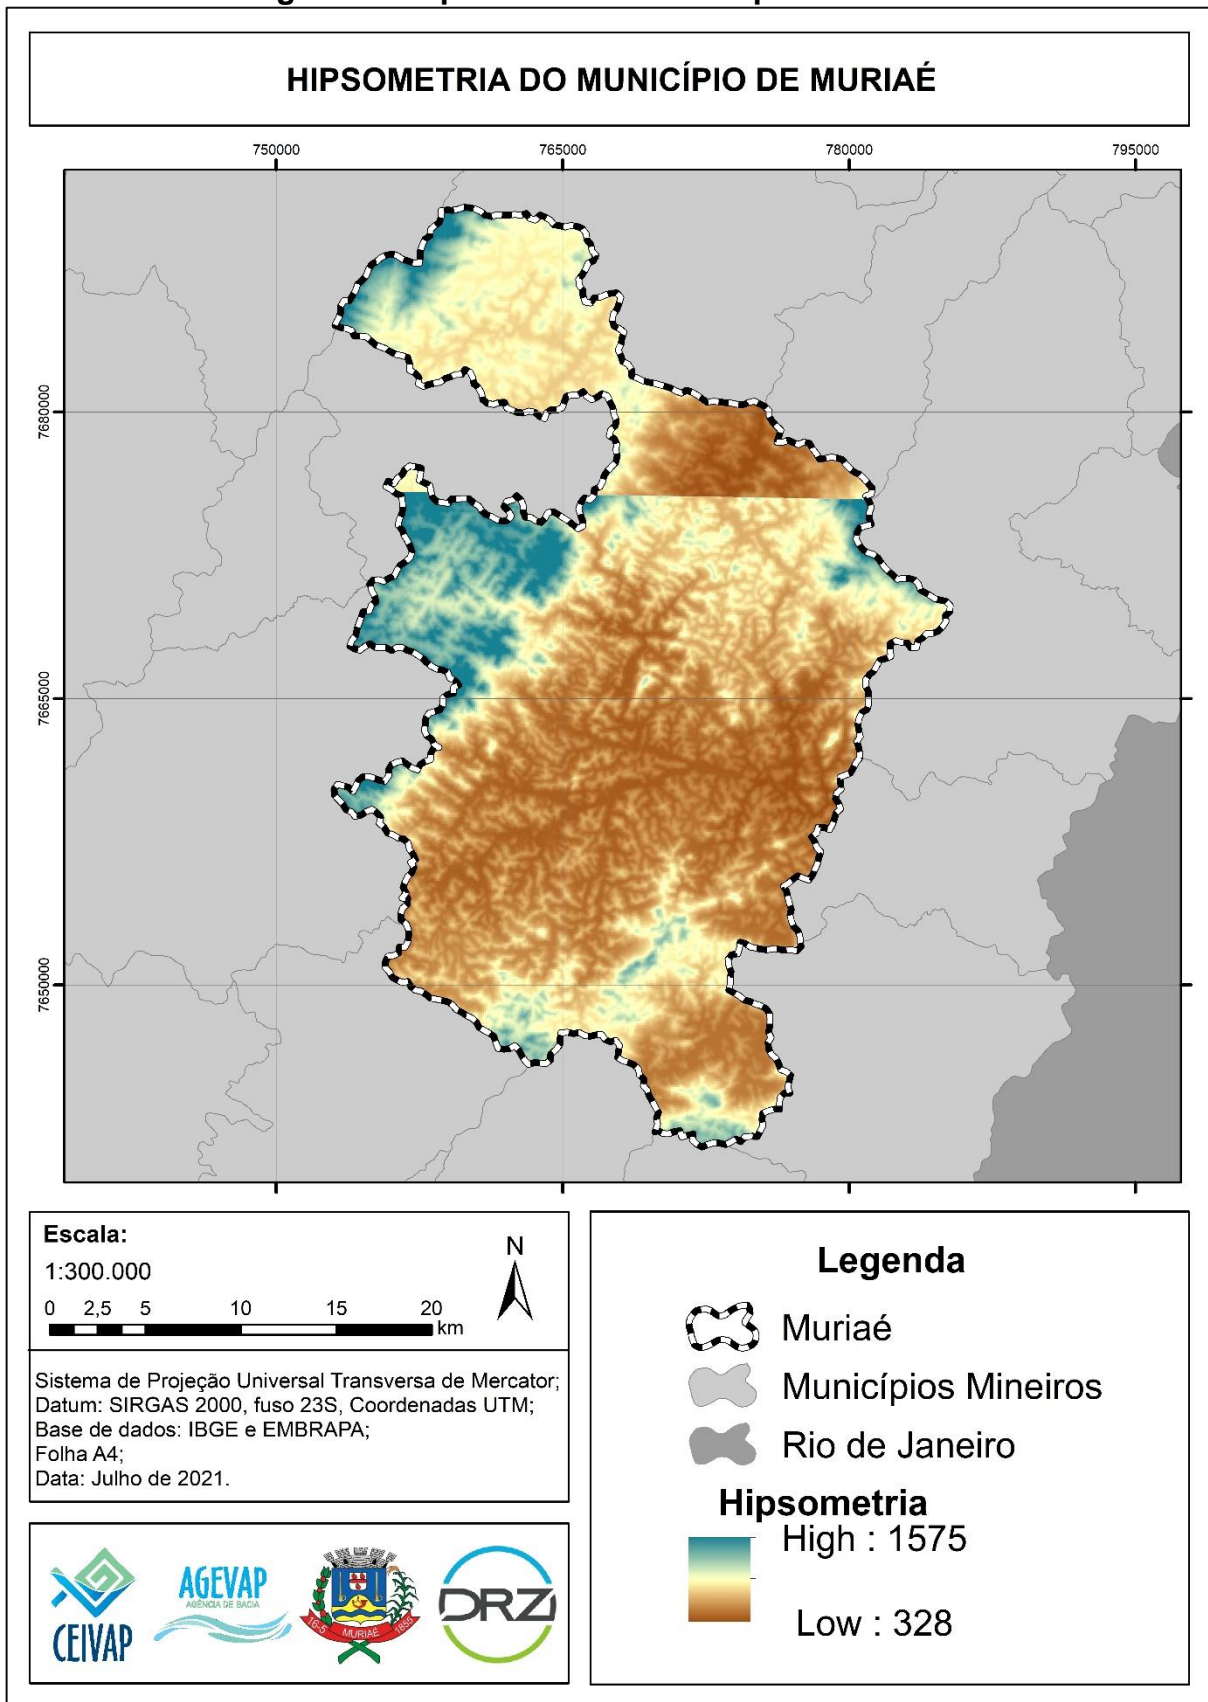 HIPSOMETRIA DO MUNICÍPIO DE MURIAÉ
750000 765000 780000 795000
7680000
7665000
7650000
Escala:
1:300.000
N
0 2,5 5 10 15 20
km
Sistema de Projeção Universal Transversa de Mercator;
Datum: SIRGAS 2000, fuso 23S, Coordenadas UTM;
Base de dados: IBGE e EMBRAPA;
Folha A4;
Data: Julho de 2021.
Legenda
Muriaé
Municípios Mineiros
Rio de Janeiro
Hipsometria
High : 1575
Low : 328
CEIVAP
AGEVAP
AGÊNCIA DE BACIA
16-5 MURIAÉ 1855
DRZ